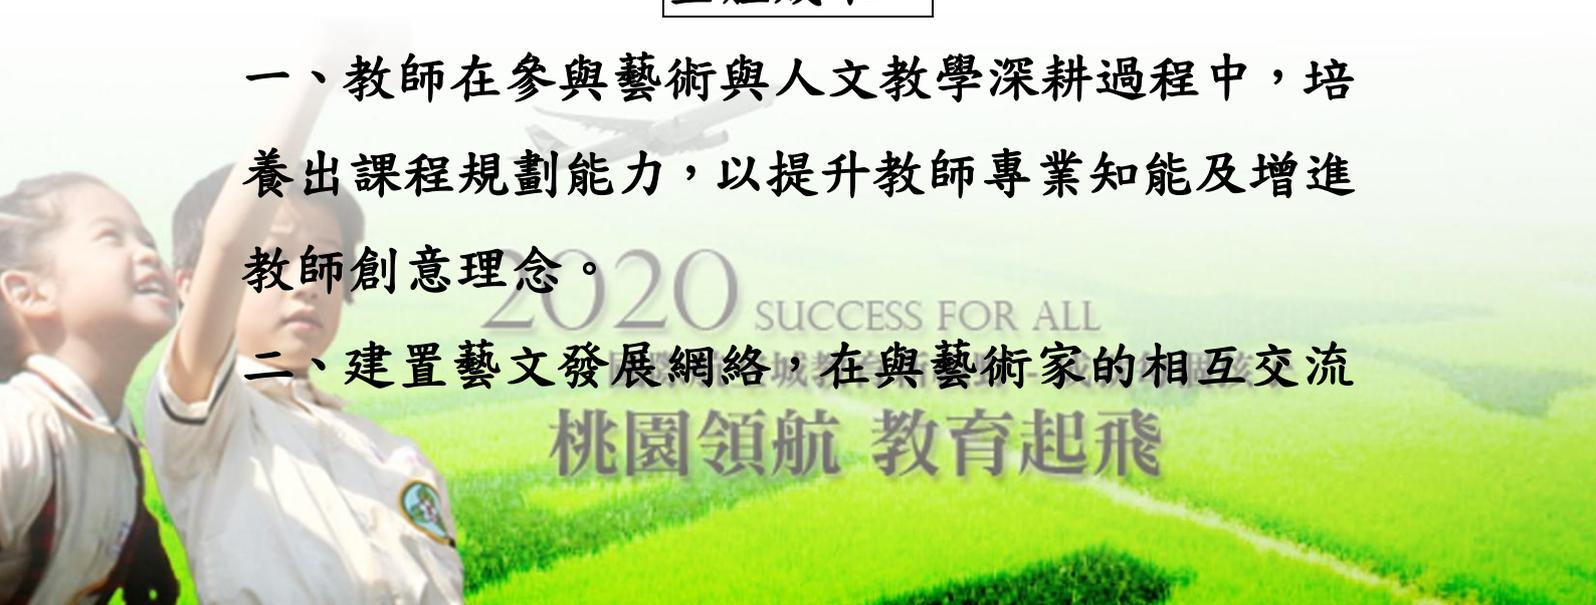 一、教師在參與藝術與人文教學深耕過程中，培
養出課程規劃能力，以提升教師專業知能及增進
教師創意理念。
2020 SUCCESS FOR ALL
二、建置藝文發展網絡，在與藝術家的相互交流
桃園領航 教育起飛